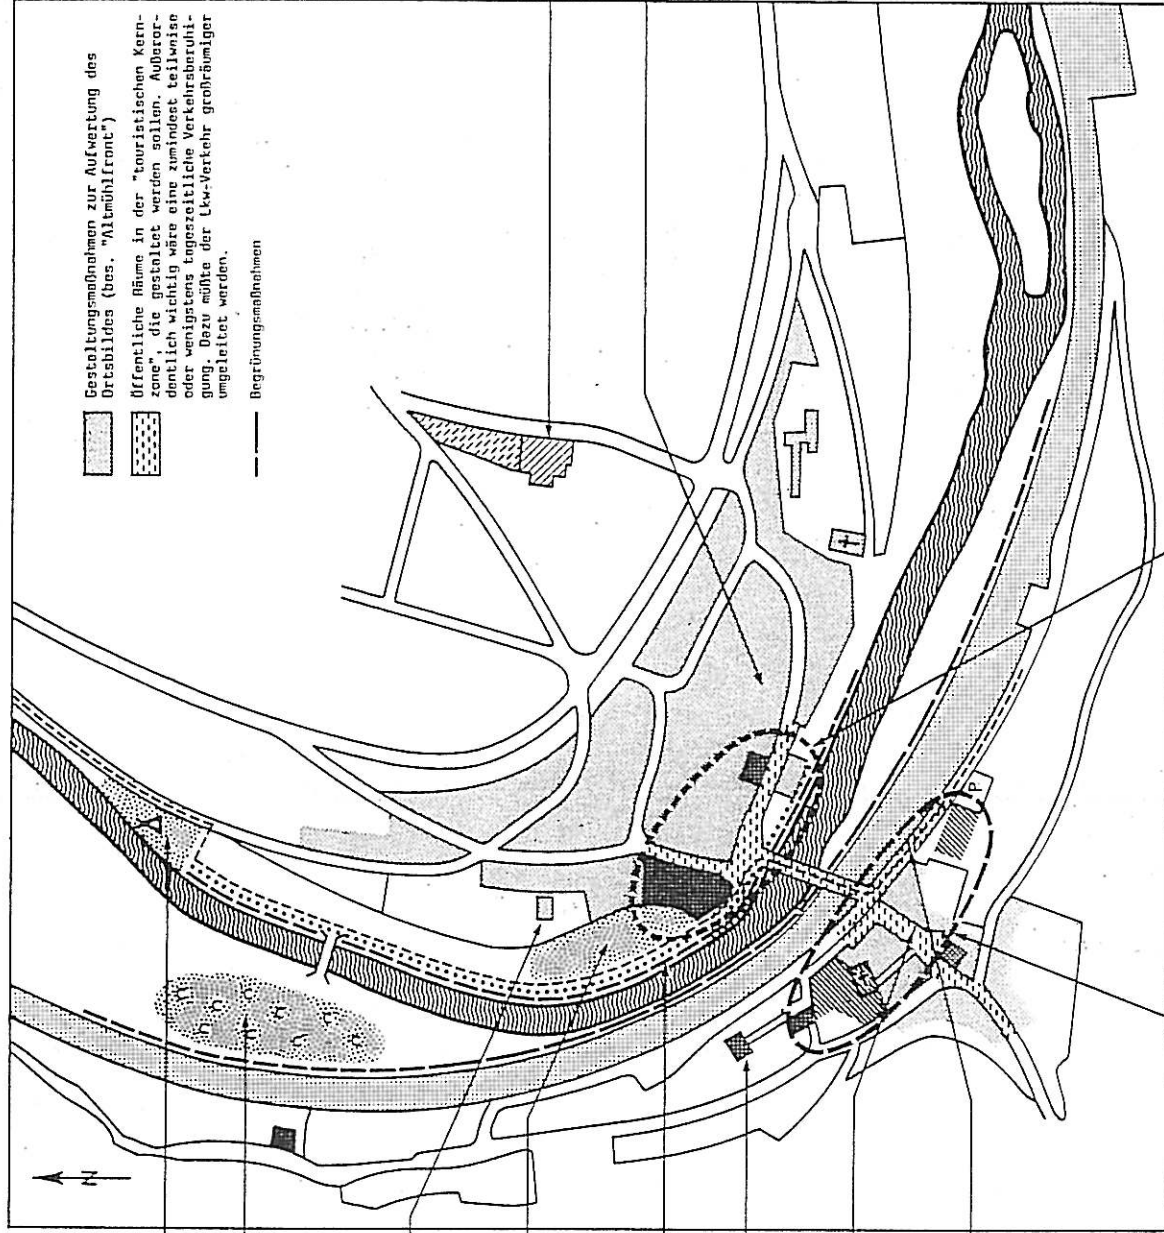 Gestaltungsmaßnahmen zur Aufwertung des
Ortsbildes (bes. "Altmühlfront")
Öffentliche Räume in der "touristischen Kern-
zone", die gestaltet werden sollen. Außeror-
dentlich wichtig wäre eine zumindest teilweise
oder wenigstens tageszeitliche Verkehrsberuhi-
gung. Dazu müßte der Lkw-Verkehr großräumiger
umgeleitet werden.
Begrünungsmaßnahmen
N
P